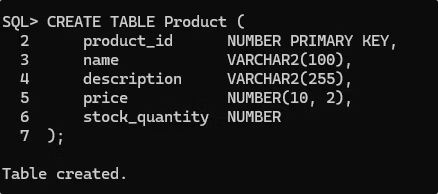 SQL> CREATE TABLE Product (
  2      product_id      NUMBER PRIMARY KEY,
  3      name            VARCHAR2(100),
  4      description     VARCHAR2(255),
  5      price           NUMBER(10, 2),
  6      stock_quantity  NUMBER
  7  );
Table created.